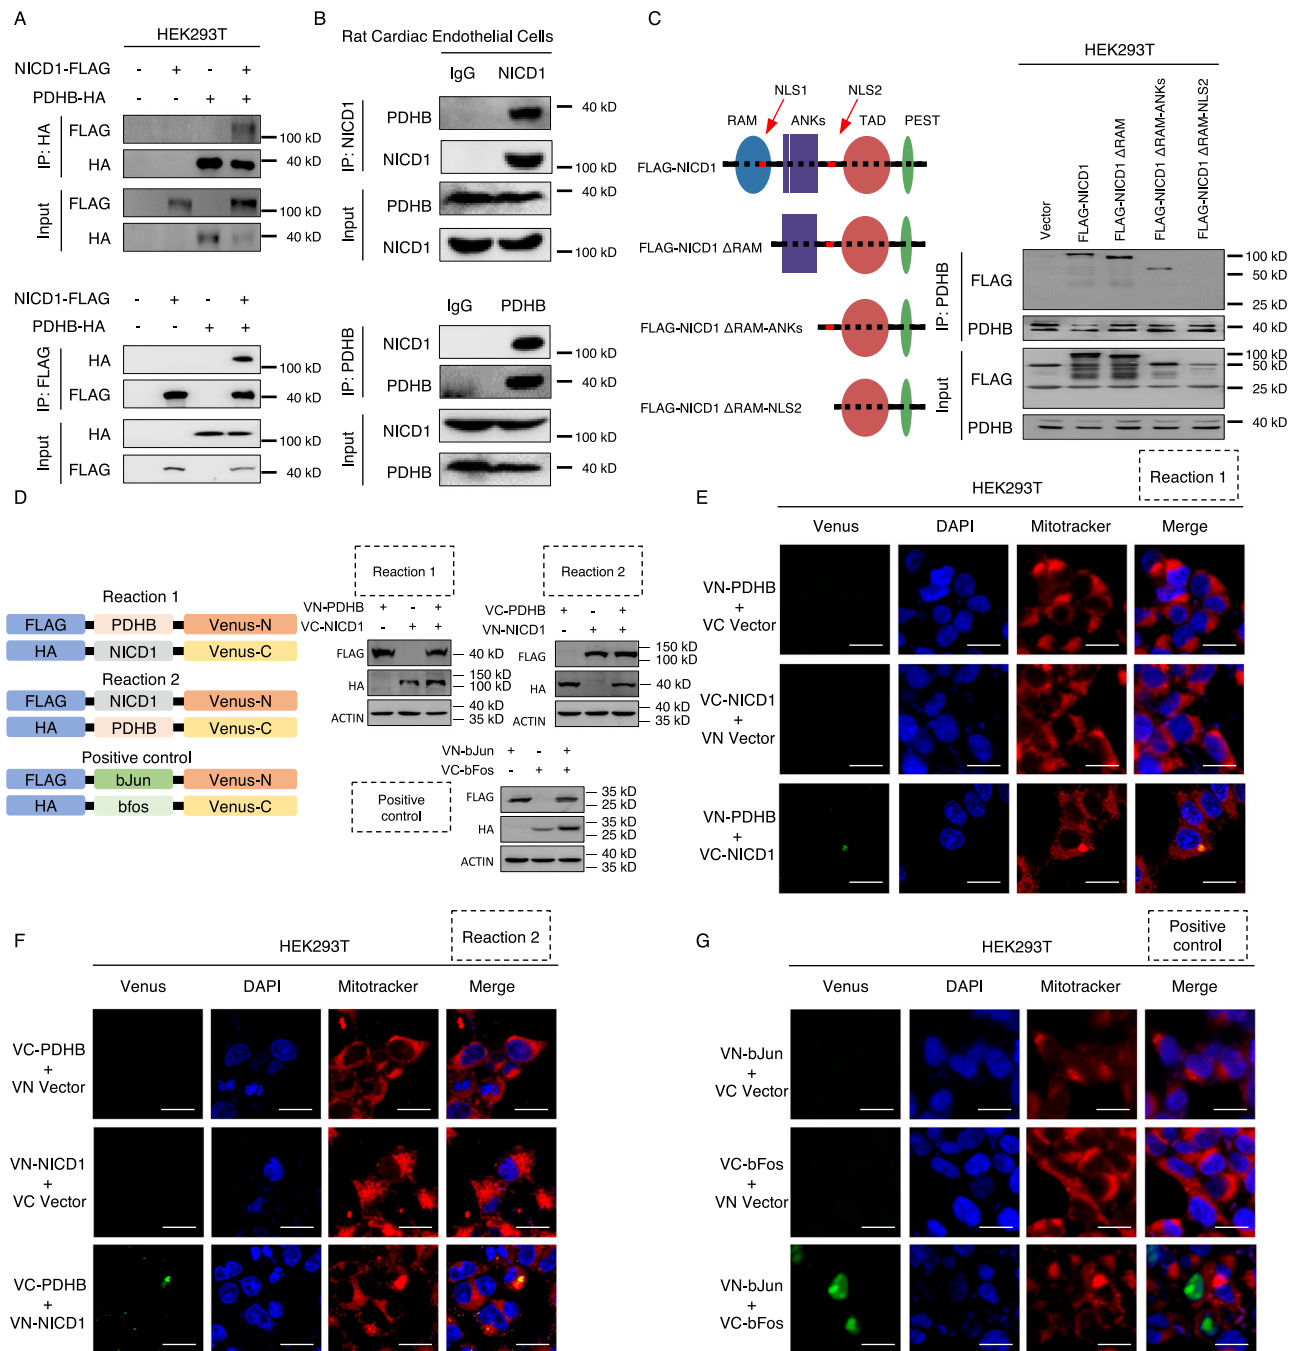 A
HEK293T
NICD1-FLAG - + - +
PDHB-HA - - + +
IP: HA
FLAG
100 kD
HA
40 kD
Input
FLAG
100 kD
HA
40 kD
NICD1-FLAG - + - +
PDHB-HA - - + +
IP: FLAG
HA
100 kD
FLAG
40 kD
Input
HA
100 kD
FLAG
40 kD
B
Rat Cardiac Endothelial Cells
IgG NICD1
IP: NICD1
PDHB
40 kD
NICD1
100 kD
Input
PDHB
40 kD
NICD1
100 kD
IgG PDHB
IP: PDHB
NICD1
100 kD
PDHB
40 kD
Input
NICD1
100 kD
PDHB
40 kD
C
NLS1 NLS2
RAM ANKs TAD PEST
FLAG-NICD1
FLAG-NICD1 ΔRAM
FLAG-NICD1 ΔRAM-ANKs
FLAG-NICD1 ΔRAM-NLS2
HEK293T
Vector
FLAG-NICD1
FLAG-NICD1 ΔRAM
FLAG-NICD1 ΔRAM-ANKs
FLAG-NICD1 ΔRAM-NLS2
IP: PDHB
FLAG
100 kD
50 kD
25 kD
PDHB
40 kD
Input
FLAG
100 kD
50 kD
25 kD
PDHB
40 kD
D
Reaction 1
FLAG PDHB Venus-N
HA NICD1 Venus-C
Reaction 2
FLAG NICD1 Venus-N
HA PDHB Venus-C
Positive control
FLAG bJun Venus-N
HA bfos Venus-C
Reaction 1
VN-PDHB + - +
VC-NICD1 - + +
FLAG
40 kD
HA
150 kD
100 kD
ACTIN
40 kD
35 kD
Reaction 2
VC-PDHB + - +
VN-NICD1 - + +
FLAG
150 kD
100 kD
HA
40 kD
ACTIN
40 kD
35 kD
Positive
control
VN-bJun + - +
VC-bFos - + +
FLAG
35 kD
25 kD
HA
35 kD
25 kD
ACTIN
40 kD
35 kD
E
HEK293T
Reaction 1
Venus DAPI Mitotracker Merge
VN-PDHB
+
VC Vector
VC-NICD1
+
VN Vector
VN-PDHB
+
VC-NICD1
F
HEK293T
Reaction 2
Venus DAPI Mitotracker Merge
VC-PDHB
+
VN Vector
VN-NICD1
+
VC Vector
VC-PDHB
+
VN-NICD1
G
HEK293T
Positive
control
Venus DAPI Mitotracker Merge
VN-bJun
+
VC Vector
VC-bFos
+
VN Vector
VN-bJun
+
VC-bFos